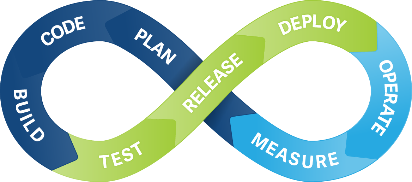 PLAN
CODE
BUILD
TEST
RELEASE
DEPLOY
OPERATE
MEASURE